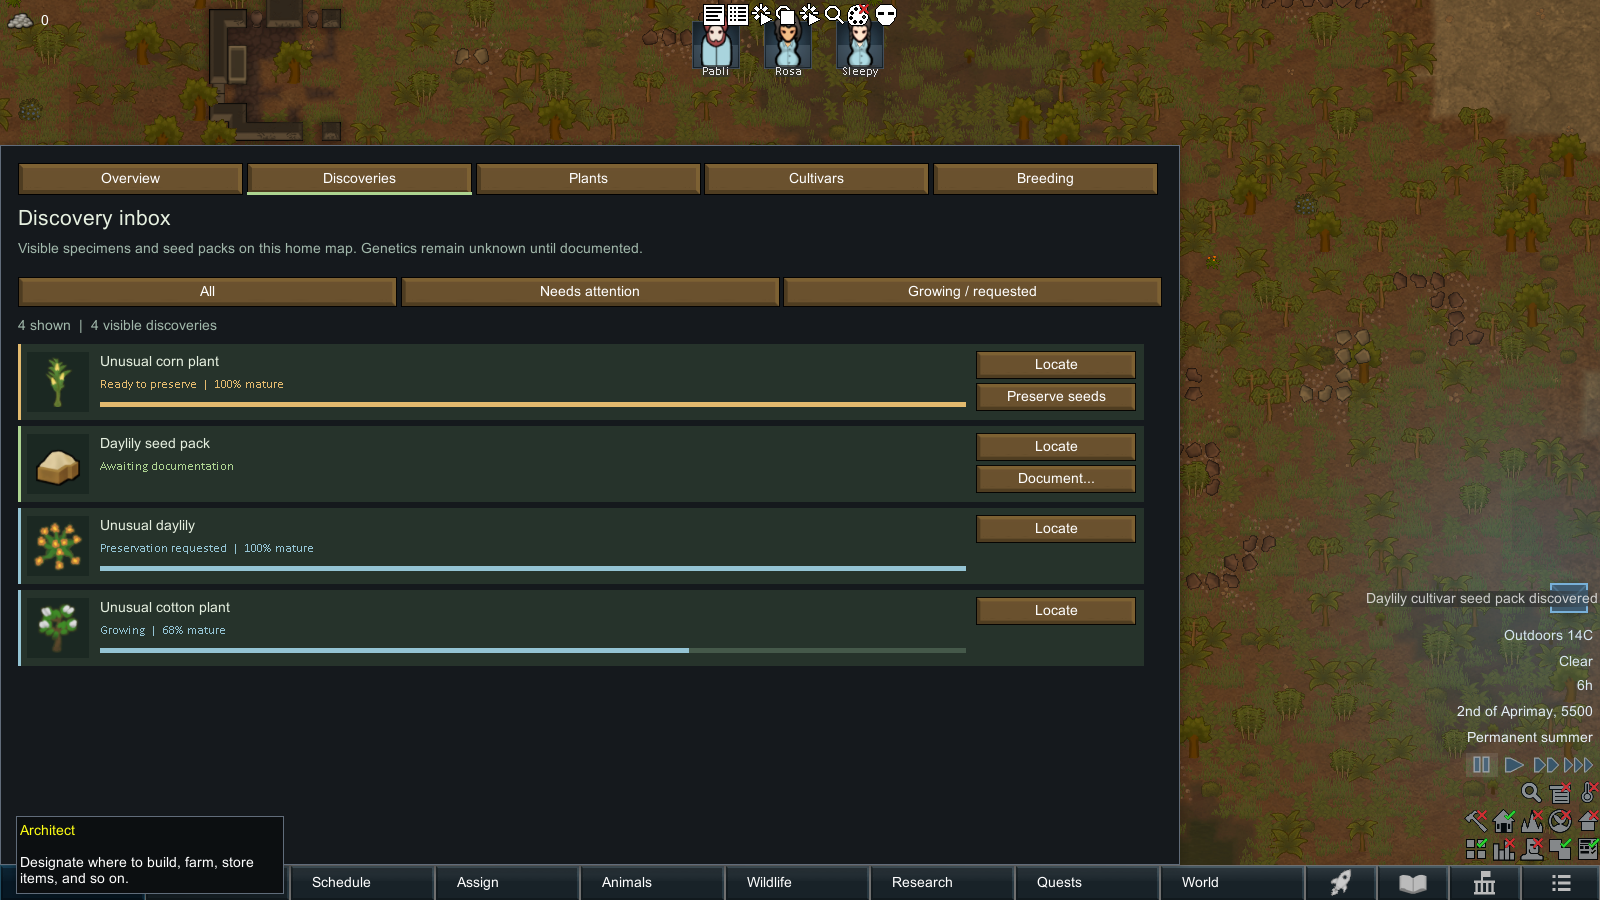 0
Pabli
Rosa
Sleepy
Overview
Discoveries
Plants
Cultivars
Breeding
Discovery inbox
Visible specimens and seed packs on this home map. Genetics remain unknown until documented.
All
Needs attention
Growing / requested
4 shown | 4 visible discoveries
Unusual corn plant
Ready to preserve | 100% mature
Locate
Preserve seeds
Daylily seed pack
Awaiting documentation
Locate
Document...
Unusual daylily
Preservation requested | 100% mature
Locate
Unusual cotton plant
Growing | 68% mature
Locate
Daylily cultivar seed pack discovered
Outdoors 14C
Clear
6h
2nd of Aprimay, 5500
Permanent summer
Architect
Designate where to build, farm, store
items, and so on.
Schedule
Assign
Animals
Wildlife
Research
Quests
World